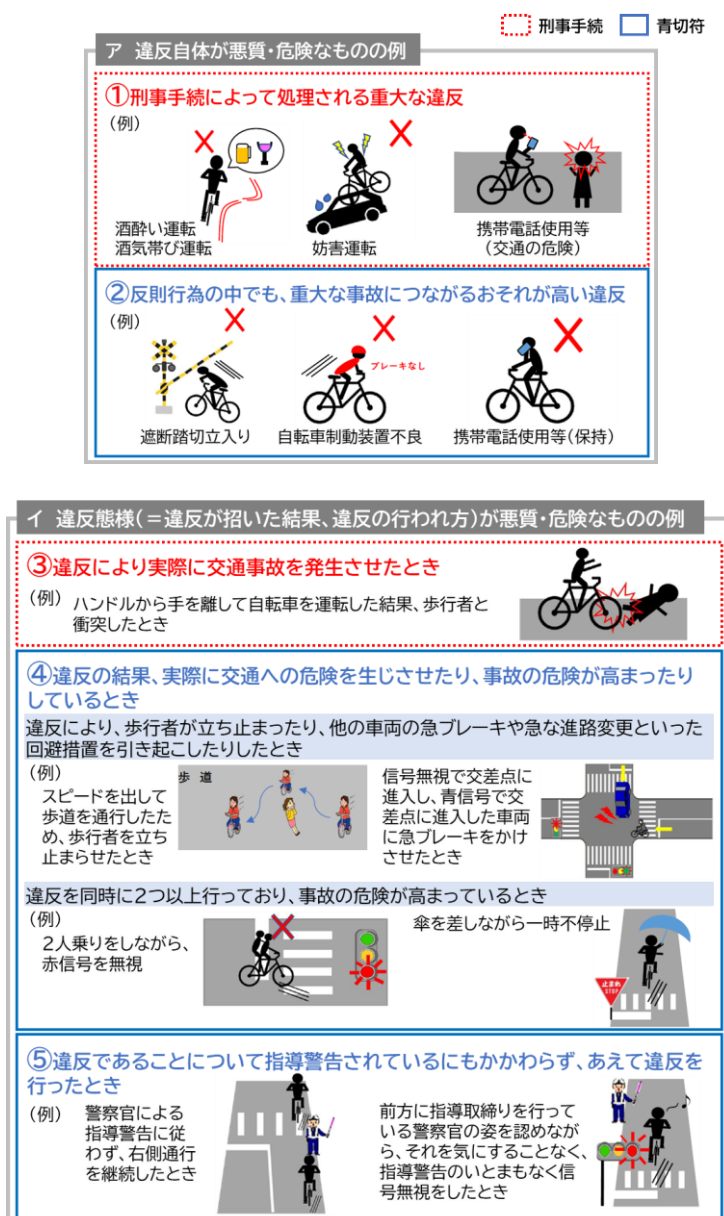 刑事手続 青切符
ア 違反自体が悪質・危険なものの例
①刑事手続によって処理される重大な違反
(例)
酒酔い運転
酒気帯び運転
妨害運転
携帯電話使用等
(交通の危険)
②反則行為の中でも、重大な事故につながるおそれが高い違反
(例)
ブレーキなし
遮断踏切立入り
自転車制動装置不良
携帯電話使用等(保持)
イ 違反態様(=違反が招いた結果、違反の行われ方)が悪質・危険なものの例
③違反により実際に交通事故を発生させたとき
(例)
ハンドルから手を離して自転車を運転した結果、歩行者と
衝突したとき
④違反の結果、実際に交通への危険を生じさせたり、事故の危険が高まったり
しているとき
違反により、歩行者が立ち止まったり、他の車両の急ブレーキや急な進路変更といった
回避措置を引き起こしたりしたとき
(例)
スピードを出して
歩道を通行したた
め、歩行者を立ち
止まらせたとき
歩 道
信号無視で交差点に
進入し、青信号で交
差点に進入した車両
に急ブレーキをかけ
させたとき
違反を同時に2つ以上行っており、事故の危険が高まっているとき
(例)
2人乗りをしながら、
赤信号を無視
傘を差しながら一時不停止
止まれ
STOP
⑤違反であることについて指導警告されているにもかかわらず、あえて違反を
行ったとき
(例)
警察官による
指導警告に従
わず、右側通行
を継続したとき
前方に指導取締りを行って
いる警察官の姿を認めなが
ら、それを気にすることなく、
指導警告のいとまもなく信
号無視をしたとき